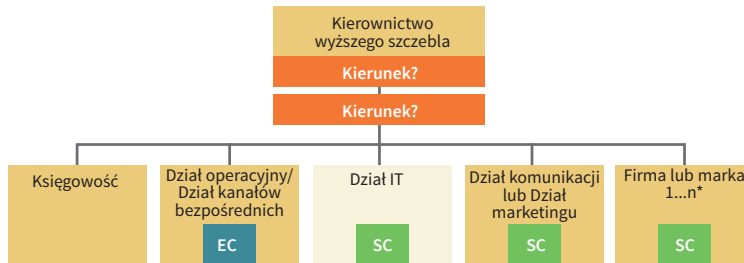 Kierownictwo
wyższego szczebla
Kierunek?
Kierunek?
Księgowość
Dział operacyjny/
Dział kanałów
bezpośrednich
EC
Dział IT
SC
Dział komunikacji
lub Dział
marketingu
SC
Firma lub marka
1...n*
SC